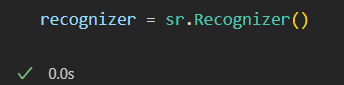 recognizer = sr.Recognizer()
0.0s